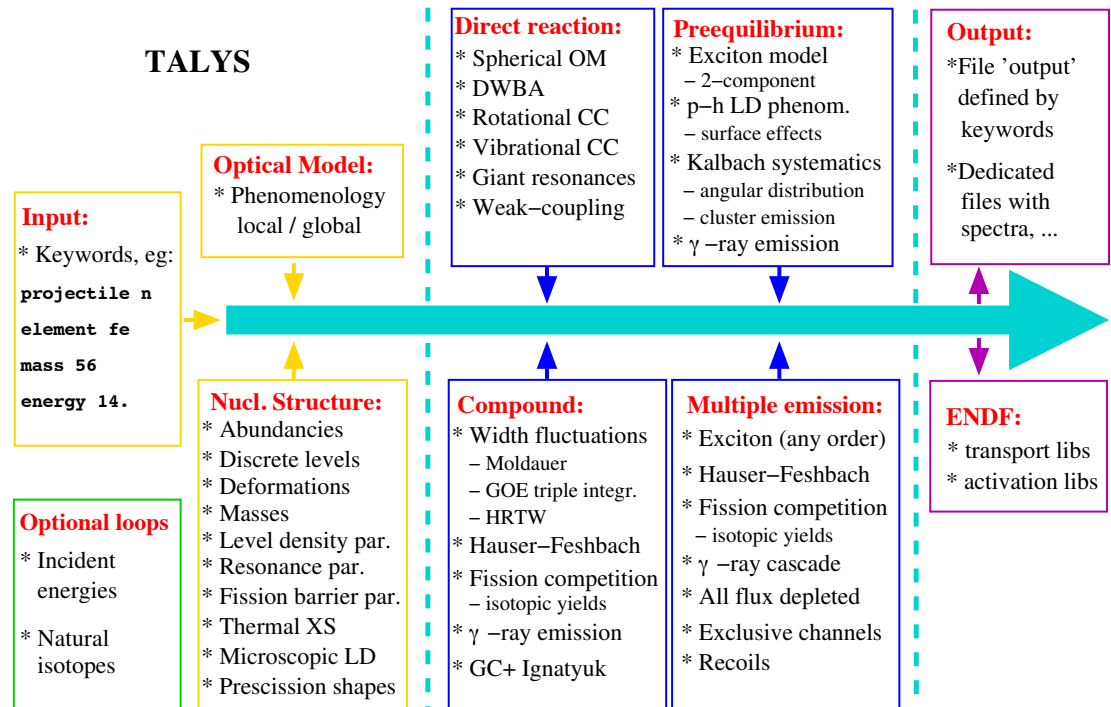 TALYS
Input:
* Keywords, eg:
projectile n
element fe
mass 56
energy 14.
Optional loops
* Incident
energies
* Natural
isotopes
Optical Model:
* Phenomenology
local / global
Nucl. Structure:
* Abundancies
* Discrete levels
* Deformations
* Masses
* Level density par.
* Resonance par.
* Fission barrier par.
* Thermal XS
* Microscopic LD
* Prescission shapes
Direct reaction:
* Spherical OM
* DWBA
* Rotational CC
* Vibrational CC
* Giant resonances
* Weak−coupling
Preequilibrium:
* Exciton model
− 2−component
* p−h LD phenom.
− surface effects
* Kalbach systematics
− angular distribution
− cluster emission
* γ −ray emission
Compound:
* Width fluctuations
− Moldauer
− GOE triple integr.
− HRTW
* Hauser−Feshbach
* Fission competition
− isotopic yields
* γ −ray emission
* GC+ Ignatyuk
Multiple emission:
* Exciton (any order)
* Hauser−Feshbach
* Fission competition
− isotopic yields
* γ −ray cascade
* All flux depleted
* Exclusive channels
* Recoils
Output:
*File ’output’
defined by
keywords
*Dedicated
files with
spectra, ...
ENDF:
* transport libs
* activation libs